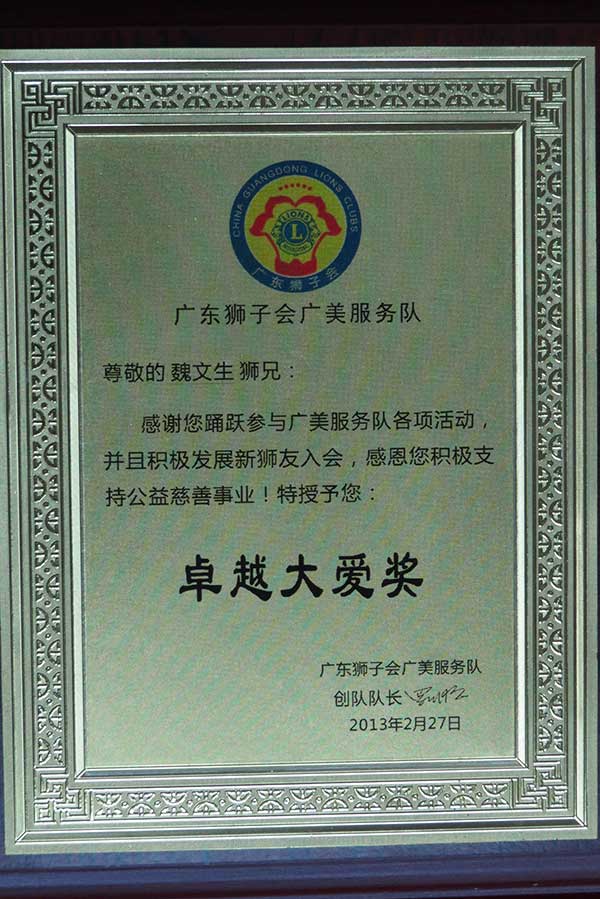 CHINA GUANGDONG LIONS CLUBS
LIONS
L
广东狮子会
广东狮子会广美服务队
尊敬的 魏文生 狮兄：
感谢您踊跃参与广美服务队各项活动，
并且积极发展新狮友入会，感恩您积极支
持公益慈善事业！特授予您：
卓越大爱奖
广东狮子会广美服务队
创队队长
2013年2月27日